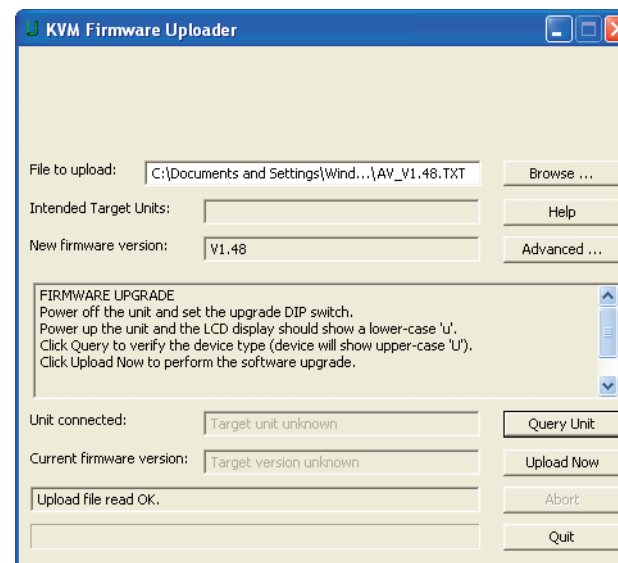 KVM Firmware Uploader
File to upload: C:\Documents and Settings\Wind...\AV_V1.48.TXT Browse ...
Intended Target Units: Help
New firmware version: V1.48 Advanced ...
FIRMWARE UPGRADE
Power off the unit and set the upgrade DIP switch.
Power up the unit and the LCD display should show a lower-case 'u'.
Click Query to verify the device type (device will show upper-case 'U').
Click Upload Now to perform the software upgrade.
Unit connected: Target unit unknown Query Unit
Current firmware version: Target version unknown Upload Now
Upload file read OK. Abort
Quit